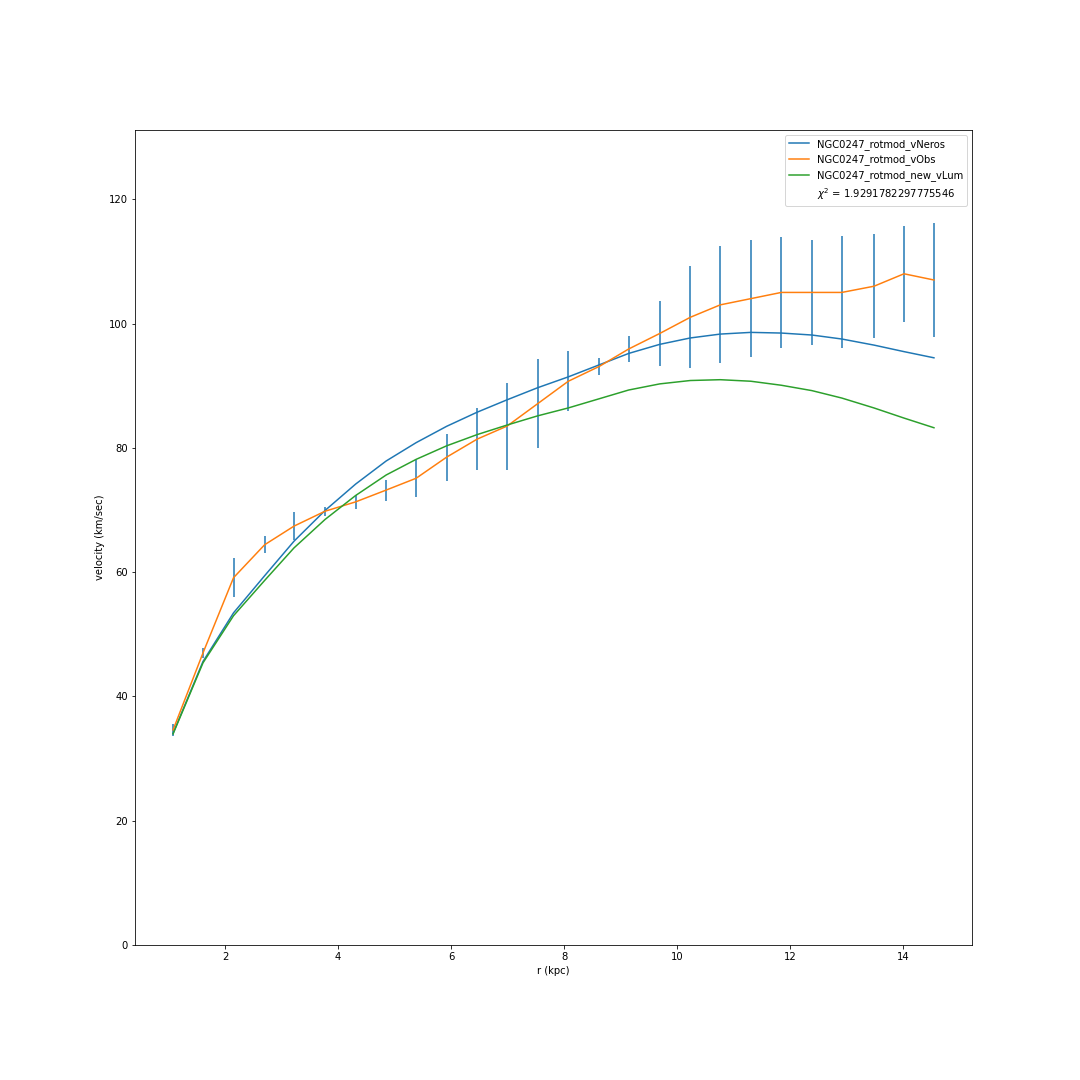 NGC0247_rotmod_vNeros
NGC0247_rotmod_vObs
NGC0247_rotmod_new_vLum
χ² = 1.9291782297775546
120
100
80
60
40
20
0
velocity (km/sec)
2 4 6 8 10 12 14
r (kpc)